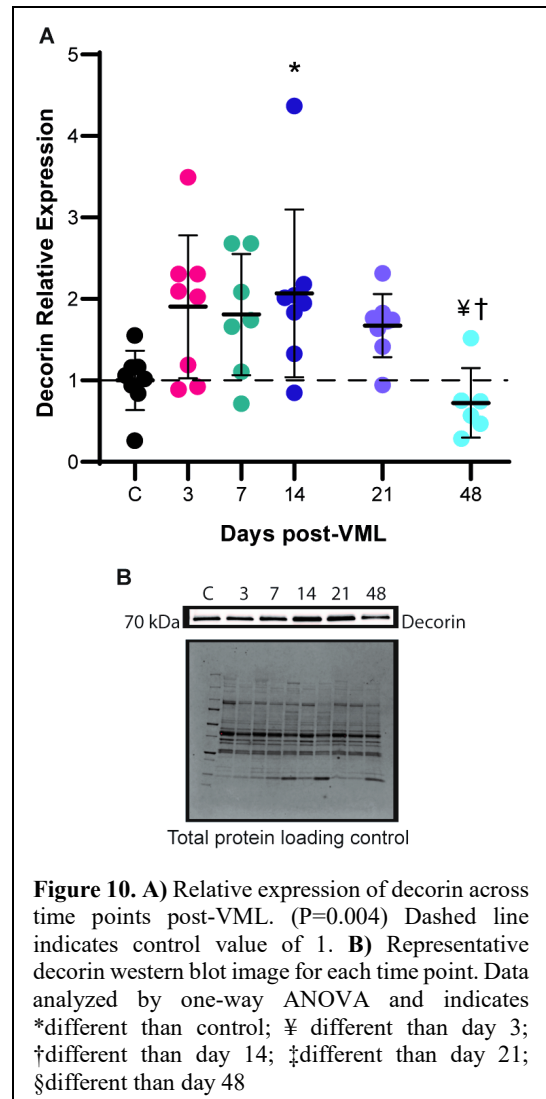 A
5
*
4
3
2
¥ †
1
0
Decorin Relative Expression
C 3 7 14 21 48
Days post-VML
B
C 3 7 14 21 48
70 kDa Decorin
Total protein loading control
Figure 10. A) Relative expression of decorin across
time points post-VML. (P=0.004) Dashed line
indicates control value of 1. B) Representative
decorin western blot image for each time point. Data
analyzed by one-way ANOVA and indicates
*different than control; ¥ different than day 3;
†different than day 14; ‡different than day 21;
§different than day 48